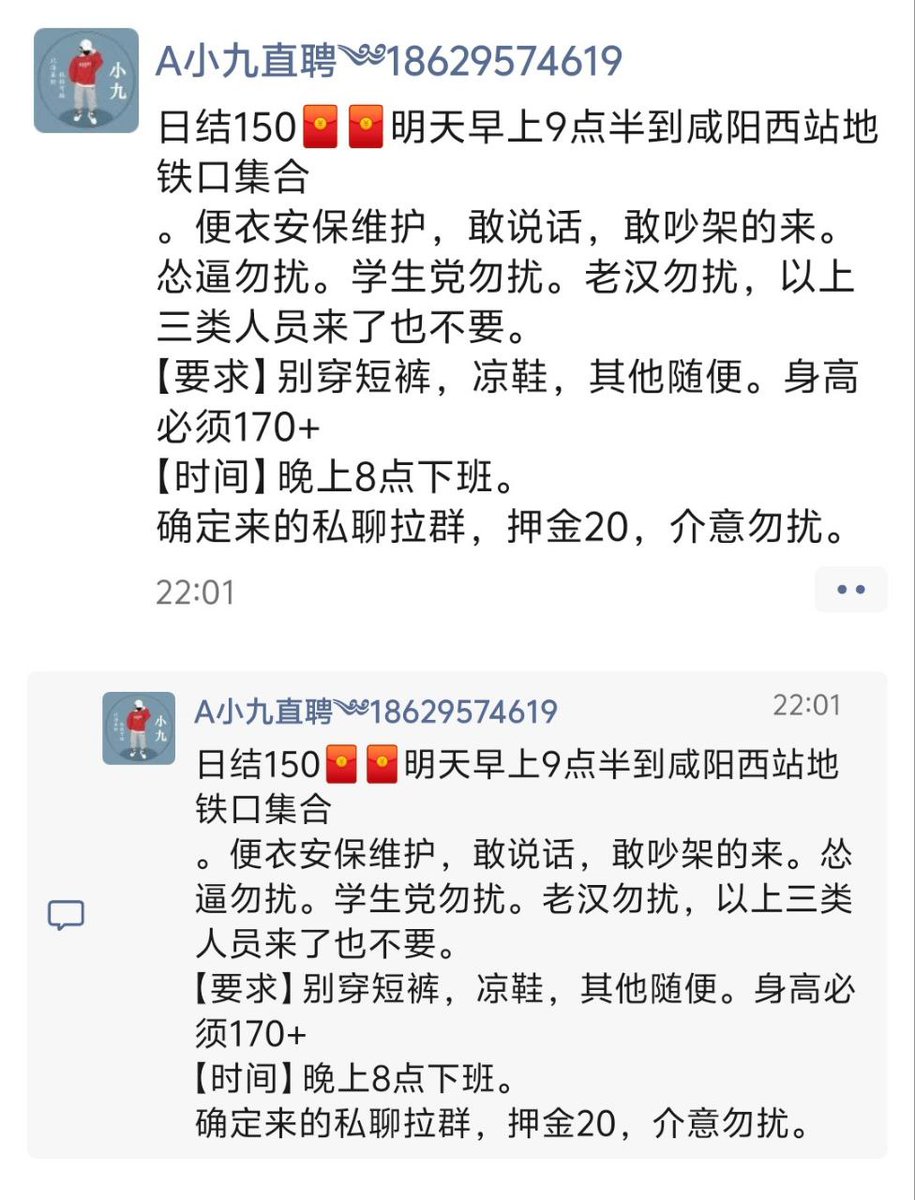 小九
A小九直聘༄18629574619
日结150🧧🧧明天早上9点半到咸阳西站地
铁口集合
。便衣安保维护，敢说话，敢吵架的来。
怂逼勿扰。学生党勿扰。老汉勿扰，以上
三类人员来了也不要。
【要求】别穿短裤，凉鞋，其他随便。身高
必须170+
【时间】晚上8点下班。
确定来的私聊拉群，押金20，介意勿扰。
22:01
小九
A小九直聘༄18629574619
22:01
日结150🧧🧧明天早上9点半到咸阳西站地
铁口集合
。便衣安保维护，敢说话，敢吵架的来。怂
逼勿扰。学生党勿扰。老汉勿扰，以上三类
人员来了也不要。
【要求】别穿短裤，凉鞋，其他随便。身高必
须170+
【时间】晚上8点下班。
确定来的私聊拉群，押金20，介意勿扰。